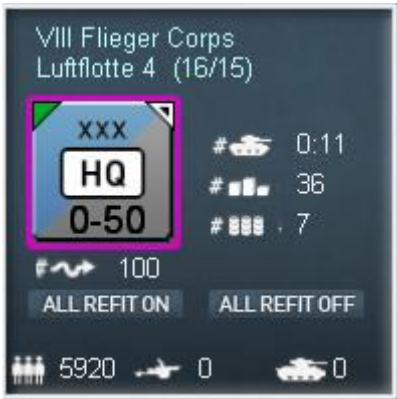 VIII Flieger Corps
Luftflotte 4 (16/15)
XXX
HQ
0-50
# 0:11
# 36
# 7
# 100
ALL REFIT ON ALL REFIT OFF
5920 0 0